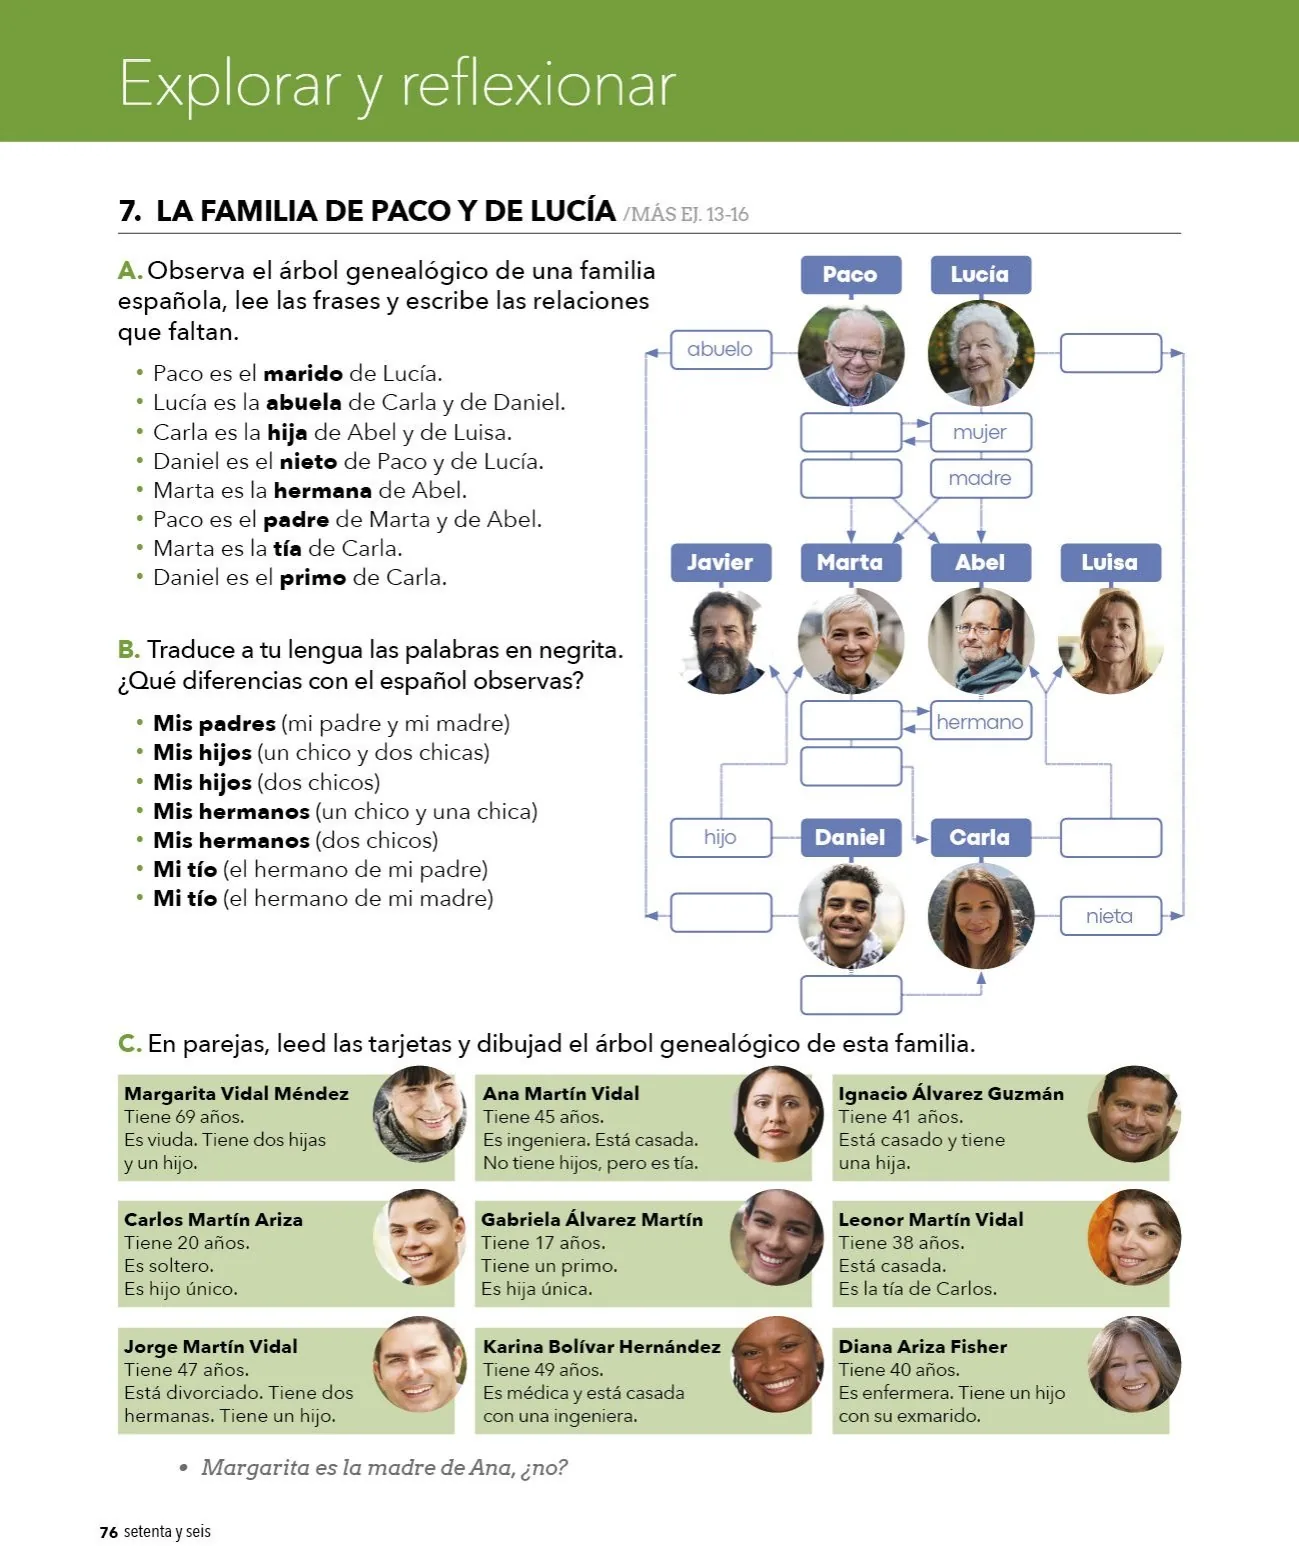 Explorar y reflexionar
7. LA FAMILIA DE PACO Y DE LUCÍA /MÁS EJ. 13-16
A. Observa el árbol genealógico de una familia
española, lee las frases y escribe las relaciones
que faltan.
• Paco es el marido de Lucía.
• Lucía es la abuela de Carla y de Daniel.
• Carla es la hija de Abel y de Luisa.
• Daniel es el nieto de Paco y de Lucía.
• Marta es la hermana de Abel.
• Paco es el padre de Marta y de Abel.
• Marta es la tía de Carla.
• Daniel es el primo de Carla.
B. Traduce a tu lengua las palabras en negrita.
¿Qué diferencias con el español observas?
• Mis padres (mi padre y mi madre)
• Mis hijos (un chico y dos chicas)
• Mis hijos (dos chicos)
• Mis hermanos (un chico y una chica)
• Mis hermanos (dos chicos)
• Mi tío (el hermano de mi padre)
• Mi tío (el hermano de mi madre)
Paco Lucía
abuelo
mujer
madre
Javier Marta Abel Luisa
hermano
hijo Daniel Carla
nieta
C. En parejas, leed las tarjetas y dibujad el árbol genealógico de esta familia.
Margarita Vidal Méndez
Tiene 69 años.
Es viuda. Tiene dos hijas
y un hijo.
Ana Martín Vidal
Tiene 45 años.
Es ingeniera. Está casada.
No tiene hijos, pero es tía.
Ignacio Álvarez Guzmán
Tiene 41 años.
Está casado y tiene
una hija.
Carlos Martín Ariza
Tiene 20 años.
Es soltero.
Es hijo único.
Gabriela Álvarez Martín
Tiene 17 años.
Tiene un primo.
Es hija única.
Leonor Martín Vidal
Tiene 38 años.
Está casada.
Es la tía de Carlos.
Jorge Martín Vidal
Tiene 47 años.
Está divorciado. Tiene dos
hermanas. Tiene un hijo.
Karina Bolívar Hernández
Tiene 49 años.
Es médica y está casada
con una ingeniera.
Diana Ariza Fisher
Tiene 40 años.
Es enfermera. Tiene un hijo
con su exmarido.
• Margarita es la madre de Ana, ¿no?
76 setenta y seis